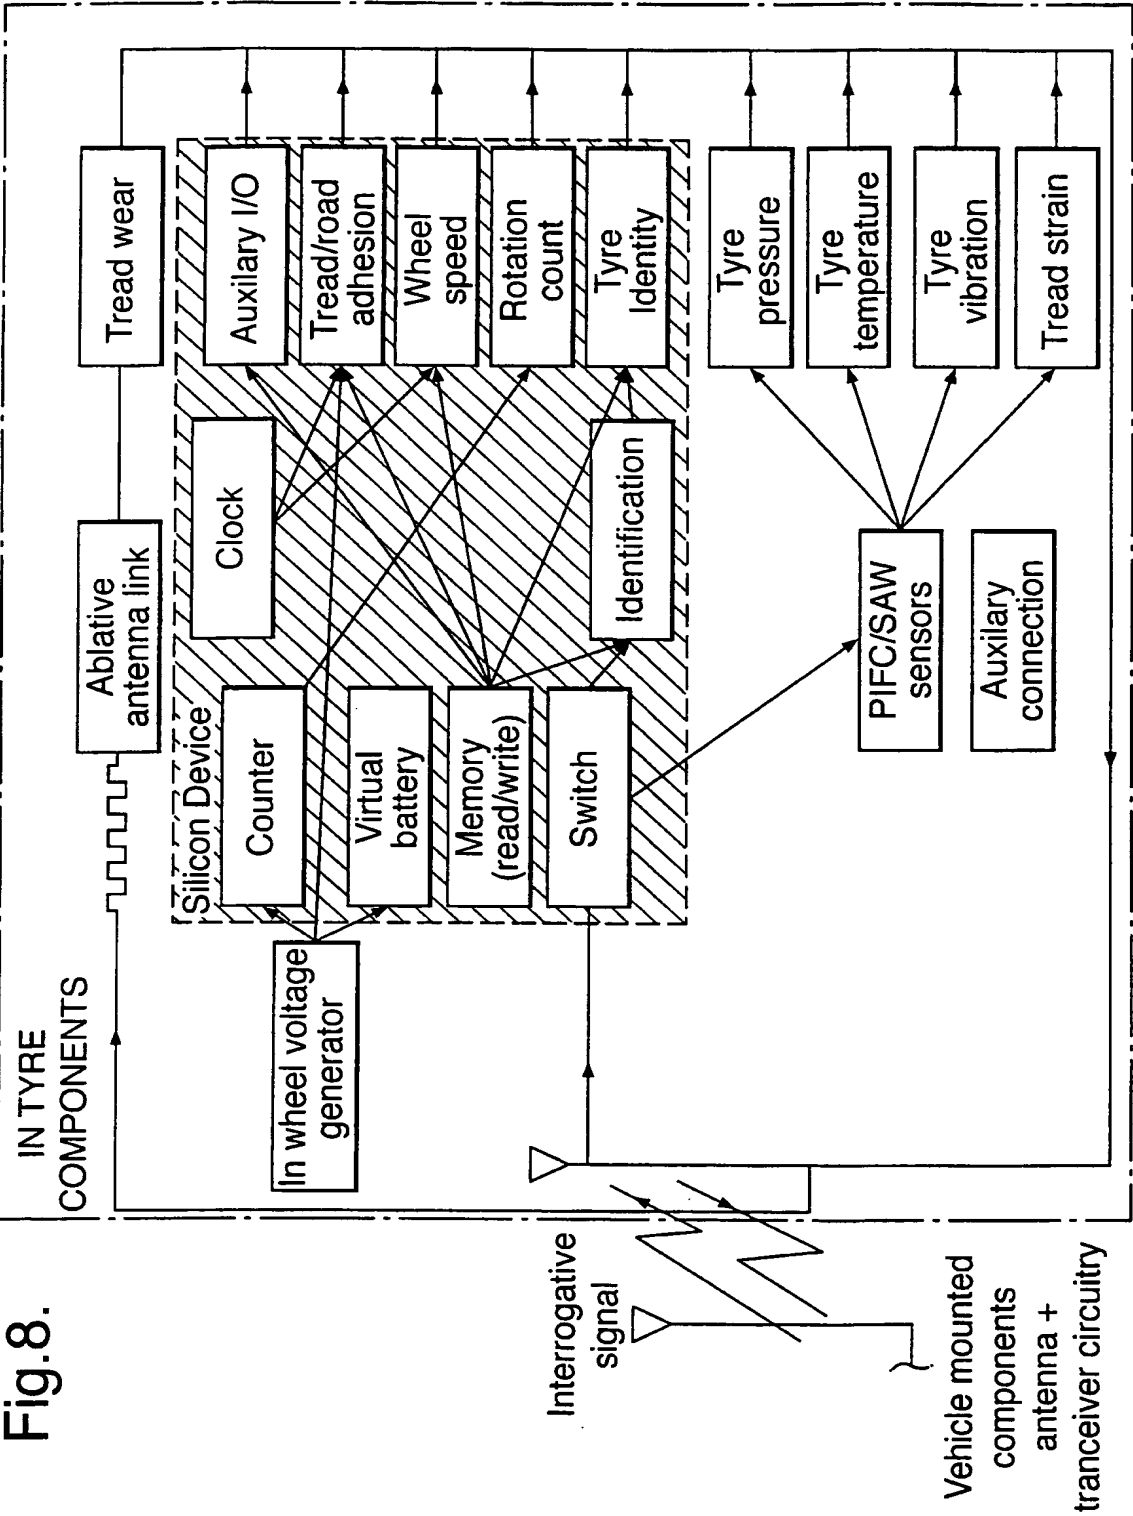 Fig.8.
IN TYRE
COMPONENTS
Ablative
antenna link
Tread wear
Silicon Device
Counter
Clock
Auxilary I/O
Tread/road
adhesion
Wheel
speed
Rotation
count
Tyre
Identity
Virtual
battery
Memory
(read/write)
Switch
Identification
In wheel voltage
generator
Tyre
pressure
Tyre
temperature
Tyre
vibration
Tread strain
PIFC/SAW
sensors
Auxilary
connection
Interrogative
signal
Vehicle mounted
components
antenna +
tranceiver circuitry